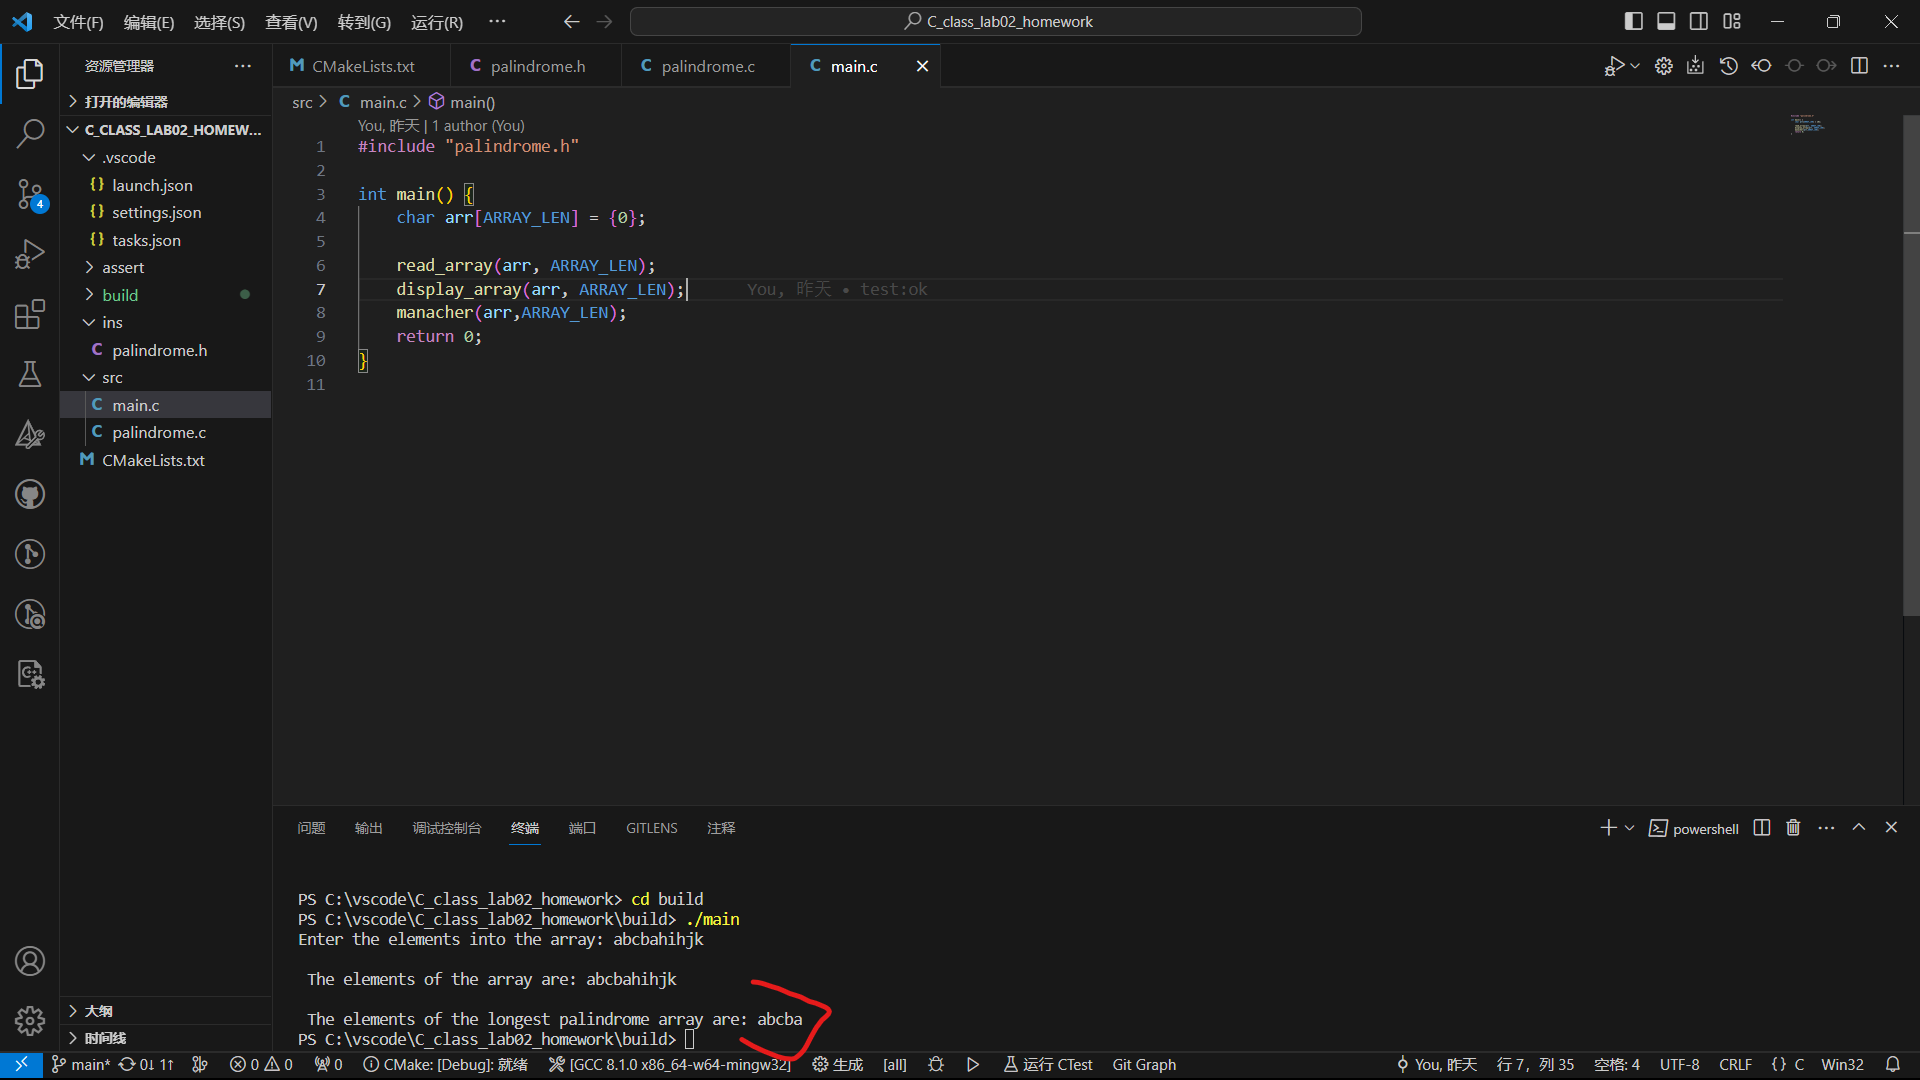 文件(F) 编辑(E) 选择(S) 查看(V) 转到(G) 运行(R) ··· C_class_lab02_homework
资源管理器 ···
打开的编辑器
C_CLASS_LAB02_HOMEW...
.vscode
{} launch.json
{} settings.json
{} tasks.json
assert
build
ins
C palindrome.h
src
C main.c
C palindrome.c
M CMakeLists.txt
大纲
时间线
4
M CMakeLists.txt C palindrome.h C palindrome.c C main.c
src > C main.c > main()
You, 昨天 | 1 author (You)
1 #include "palindrome.h"
2
3 int main() {
4 char arr[ARRAY_LEN] = {0};
5
6 read_array(arr, ARRAY_LEN);
7 display_array(arr, ARRAY_LEN); You, 昨天 • test:ok
8 manacher(arr,ARRAY_LEN);
9 return 0;
10 }
11
问题 输出 调试控制台 终端 端口 GITLENS 注释 powershell
PS C:\vscode\C_class_lab02_homework> cd build
PS C:\vscode\C_class_lab02_homework\build> ./main
Enter the elements into the array: abcbahihjk
The elements of the array are: abcbahihjk
The elements of the longest palindrome array are: abcba
PS C:\vscode\C_class_lab02_homework\build>
main* 0↓ 1↑ 0 0 0 CMake: [Debug]: 就绪 [GCC 8.1.0 x86_64-w64-mingw32] 生成 [all] 运行 CTest Git Graph You, 昨天 行 7，列 35 空格: 4 UTF-8 CRLF {} C Win32